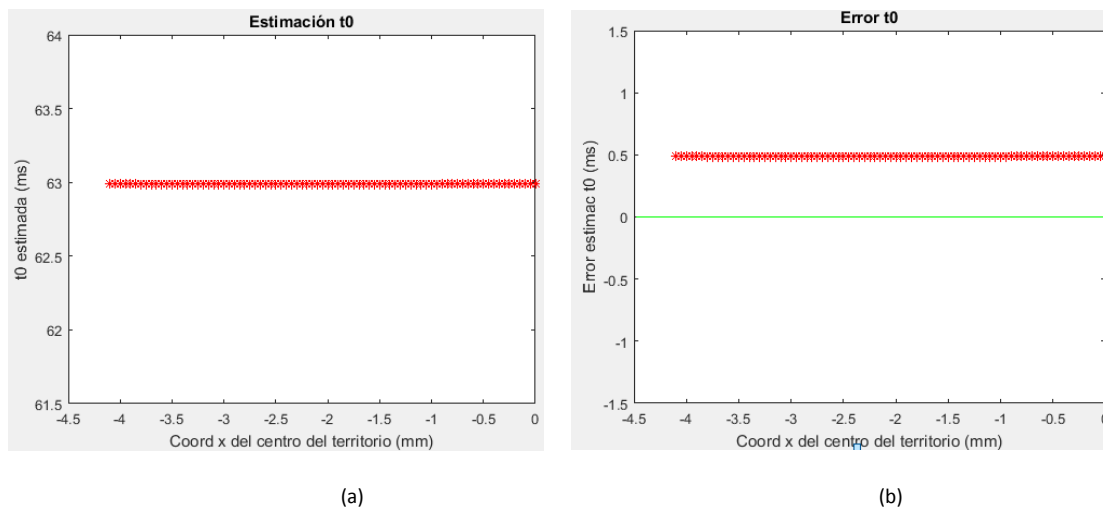 Estimación t0
64
63.5
63
62.5
62
61.5
t0 estimada (ms)
-4.5 -4 -3.5 -3 -2.5 -2 -1.5 -1 -0.5 0
Coord x del centro del territorio (mm)
(a)
Error t0
1.5
1
0.5
0
-0.5
-1
-1.5
Error estimac t0 (ms)
-4.5 -4 -3.5 -3 -2.5 -2 -1.5 -1 -0.5 0
Coord x del centro del territorio (mm)
(b)